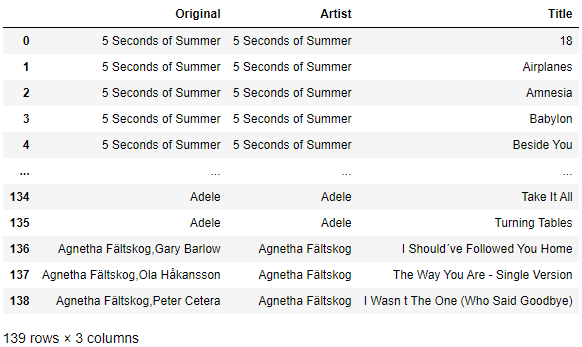 Original Artist Title
0 5 Seconds of Summer 5 Seconds of Summer 18
1 5 Seconds of Summer 5 Seconds of Summer Airplanes
2 5 Seconds of Summer 5 Seconds of Summer Amnesia
3 5 Seconds of Summer 5 Seconds of Summer Babylon
4 5 Seconds of Summer 5 Seconds of Summer Beside You
... ... ... ...
134 Adele Adele Take It All
135 Adele Adele Turning Tables
136 Agnetha Fältskog,Gary Barlow Agnetha Fältskog I Should´ve Followed You Home
137 Agnetha Fältskog,Ola Håkansson Agnetha Fältskog The Way You Are - Single Version
138 Agnetha Fältskog,Peter Cetera Agnetha Fältskog I Wasn t The One (Who Said Goodbye)
139 rows × 3 columns